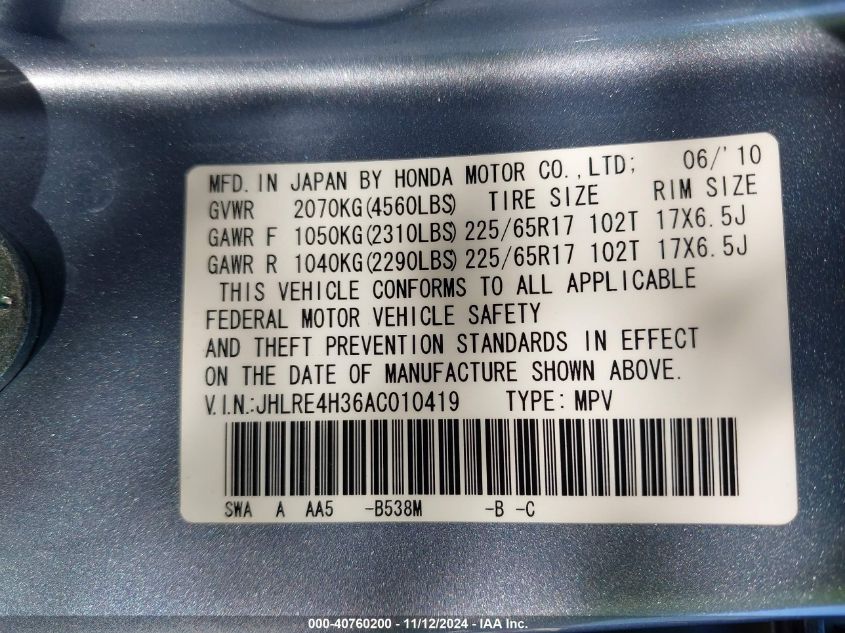 MFD. IN JAPAN BY HONDA MOTOR CO.,LTD; 06/'10
GVWR 2070KG(4560LBS) TIRE SIZE RIM SIZE
GAWR F 1050KG(2310LBS) 225/65R17 102T 17X6.5J
GAWR R 1040KG(2290LBS) 225/65R17 102T 17X6.5J
THIS VEHICLE CONFORMS TO ALL APPLICABLE
FEDERAL MOTOR VEHICLE SAFETY
AND THEFT PREVENTION STANDARDS IN EFFECT
ON THE DATE OF MANUFACTURE SHOWN ABOVE.
V.I.N.:JHLRE4H36AC010419 TYPE: MPV
SWA A AA5 -B538M -B -C
000-40760200 - 11/12/2024 - IAA Inc.